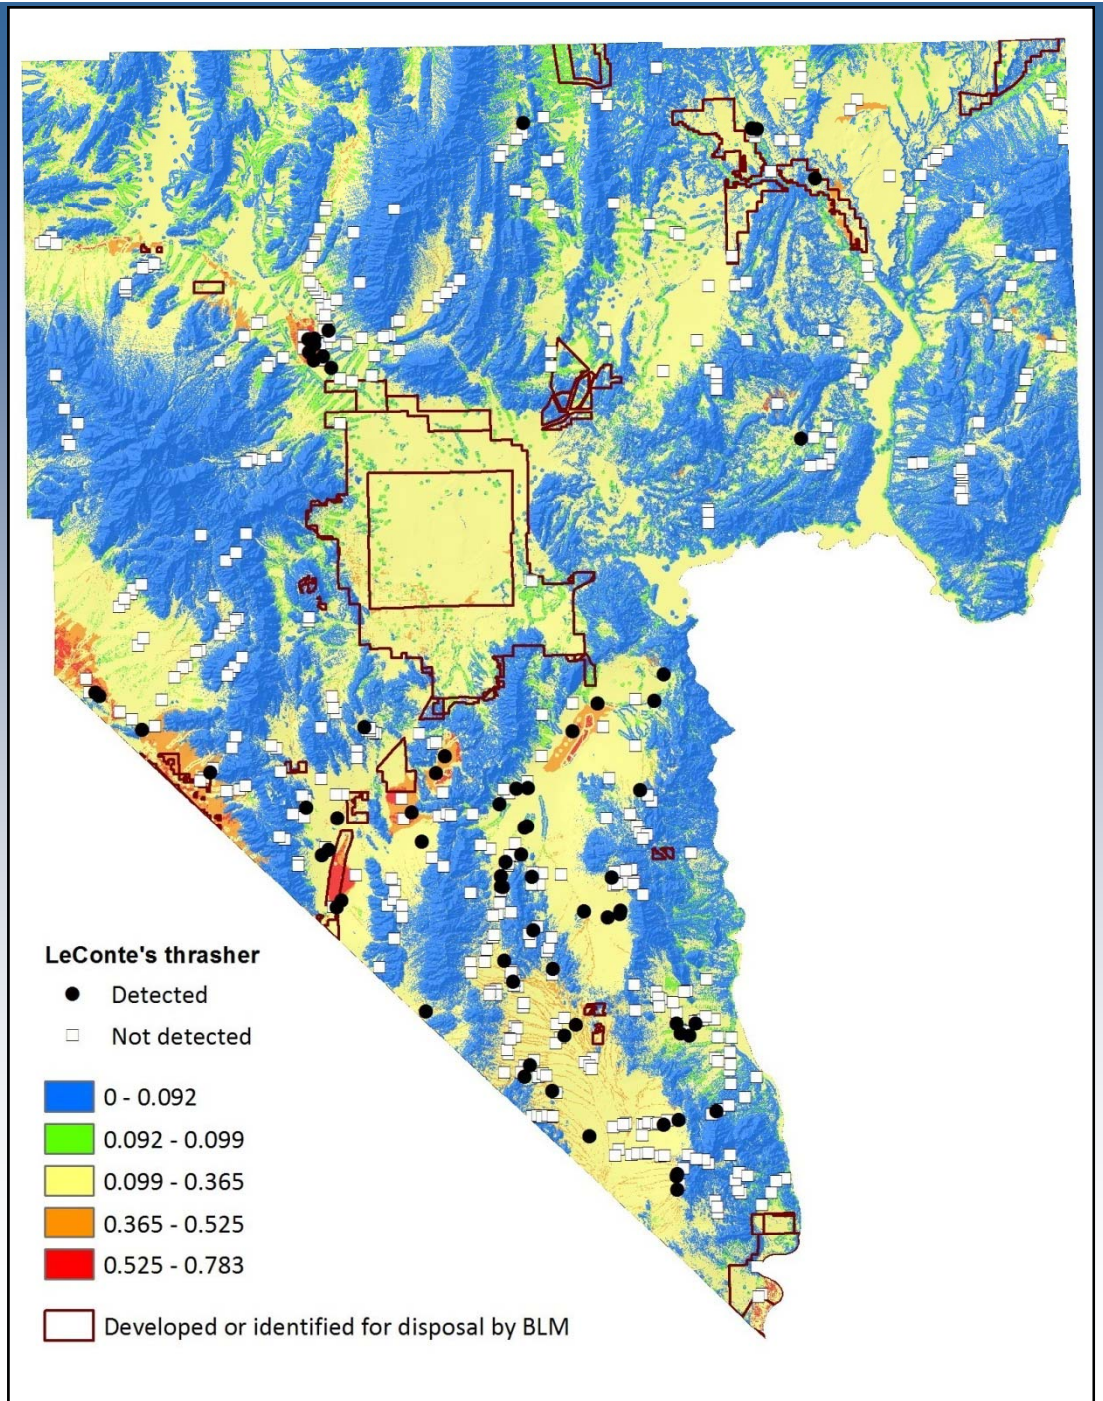 LeConte's thrasher
Detected
Not detected
0 - 0.092
0.092 - 0.099
0.099 - 0.365
0.365 - 0.525
0.525 - 0.783
Developed or identified for disposal by BLM